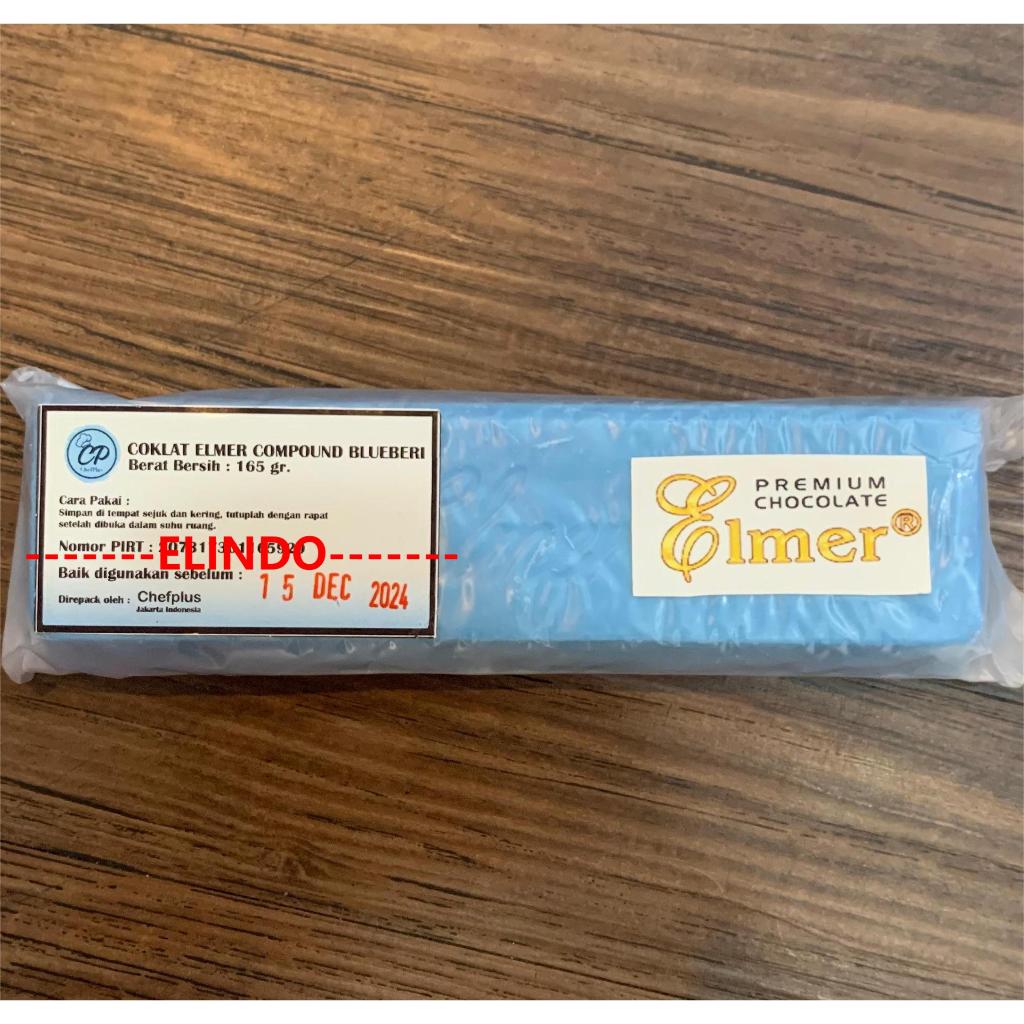 CP
ChefPlus
COKLAT ELMER COMPOUND BLUEBERI
Berat Bersih : 165 gr.
Cara Pakai :
Simpan di tempat sejuk dan kering, tutuplah dengan rapat
setelah dibuka dalam suhu ruang.
Nomor PIRT :
ELINDO
Baik digunakan sebelum : 15 DEC 2024
Direpack oleh : Chefplus
Jakarta Indonesia
PREMIUM
CHOCOLATE
Elmer®